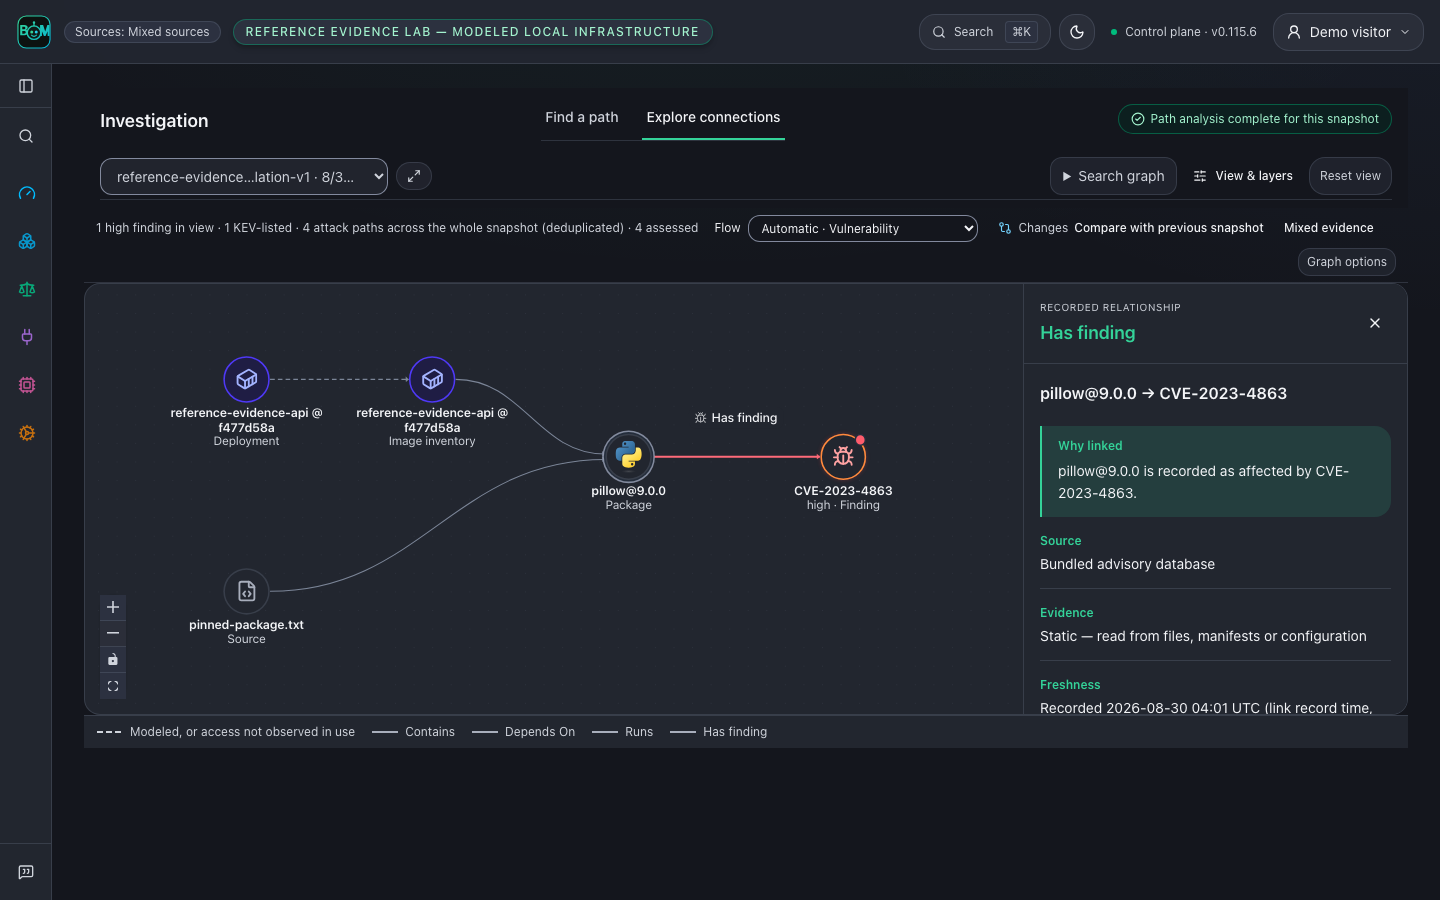 BOM
Sources: Mixed sources
REFERENCE EVIDENCE LAB — MODELED LOCAL INFRASTRUCTURE
Search
⌘K
Control plane · v0.115.6
Demo visitor
Investigation
Find a path
Explore connections
Path analysis complete for this snapshot
reference-evidence...lation-v1 · 8/3...
Search graph
View & layers
Reset view
1 high finding in view · 1 KEV-listed · 4 attack paths across the whole snapshot (deduplicated) · 4 assessed
Flow
Automatic · Vulnerability
Changes
Compare with previous snapshot
Mixed evidence
Graph options
reference-evidence-api @
f477d58a
Deployment
reference-evidence-api @
f477d58a
Image inventory
Has finding
pillow@9.0.0
Package
CVE-2023-4863
high · Finding
pinned-package.txt
Source
RECORDED RELATIONSHIP
Has finding
pillow@9.0.0 → CVE-2023-4863
Why linked
pillow@9.0.0 is recorded as affected by CVE-
2023-4863.
Source
Bundled advisory database
Evidence
Static — read from files, manifests or configuration
Freshness
Recorded 2026-08-30 04:01 UTC (link record time,
Modeled, or access not observed in use
Contains
Depends On
Runs
Has finding